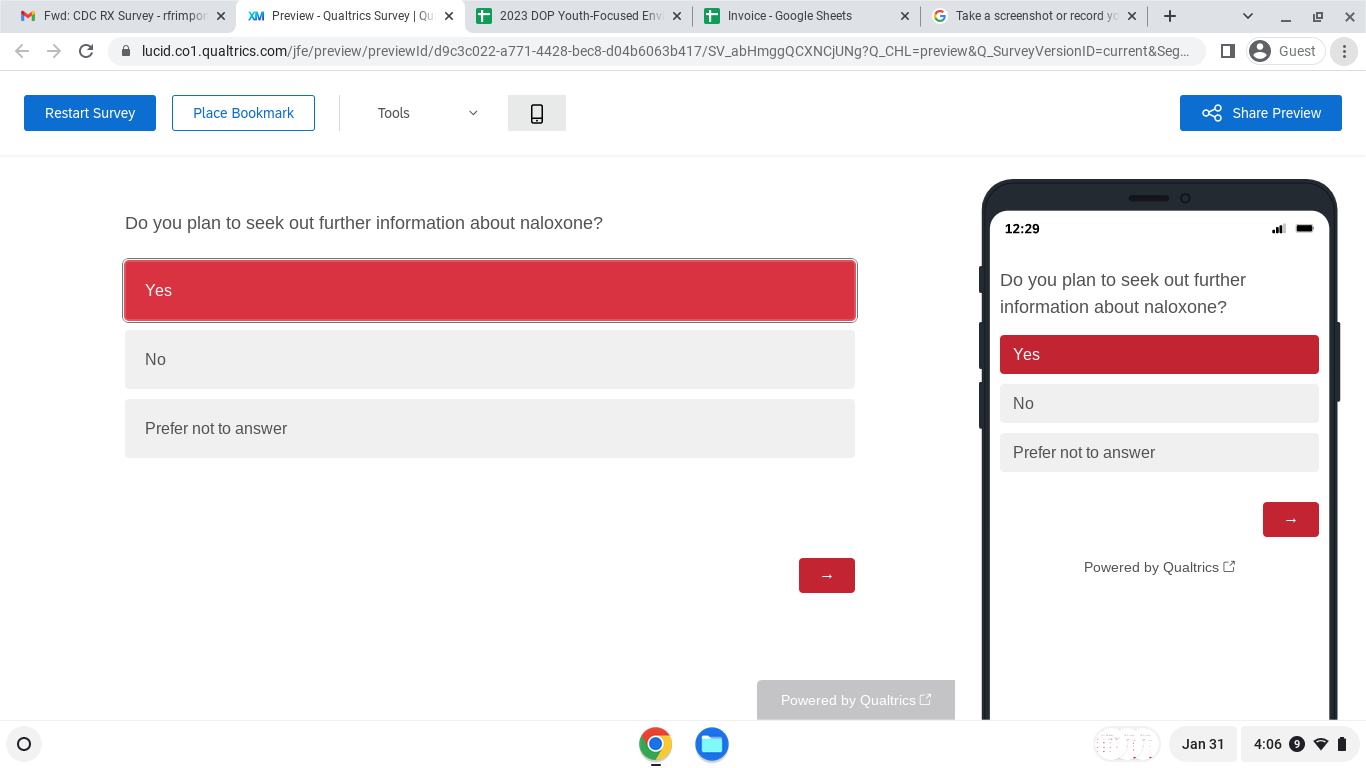 Fwd: CDC RX Survey - rfrimpor
Preview - Qualtrics Survey | Qu
2023 DOP Youth-Focused Envi
Invoice - Google Sheets
Take a screenshot or record yo
lucid.co1.qualtrics.com/jfe/preview/previewId/d9c3c022-a771-4428-bec8-d04b6063b417/SV_abHmggQCXNCjUNg?Q_CHL=preview&Q_SurveyVersionID=current&Seg...
Guest
Restart Survey
Place Bookmark
Tools
Share Preview
Do you plan to seek out further information about naloxone?
Yes
No
Prefer not to answer
→
Powered by Qualtrics
12:29
Do you plan to seek out further
information about naloxone?
Yes
No
Prefer not to answer
→
Powered by Qualtrics
Jan 31
4:06
9